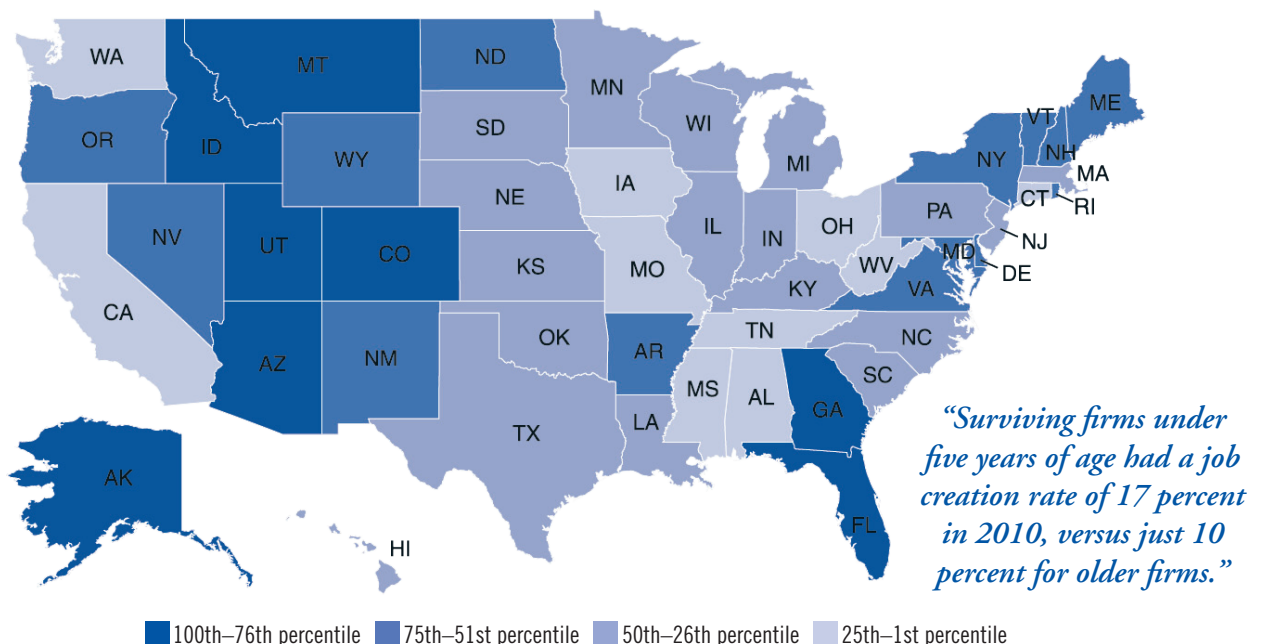 WA
MT
ND
MN
OR
ID
WY
SD
WI
MI
VT
ME
NY
NH
MA
CT
RI
NV
UT
CO
NE
IA
IL
IN
OH
PA
NJ
MD
DE
WV
VA
CA
KS
MO
KY
TN
NC
AZ
NM
OK
AR
SC
MS
AL
GA
TX
LA
AK
HI
FL
“Surviving firms under
five years of age had a job
creation rate of 17 percent
in 2010, versus just 10
percent for older firms.”
100th–76th percentile 75th–51st percentile 50th–26th percentile 25th–1st percentile